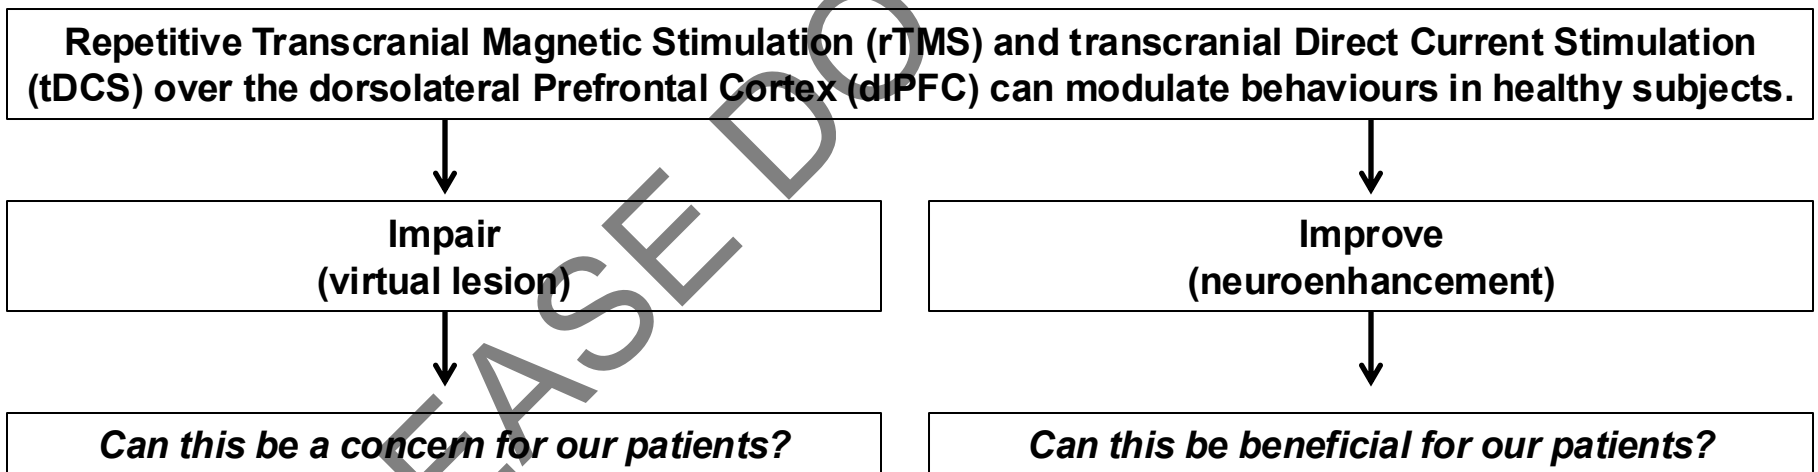 Repetitive Transcranial Magnetic Stimulation (rTMS) and transcranial Direct Current Stimulation
(tDCS) over the dorsolateral Prefrontal Cortex (dlPFC) can modulate behaviours in healthy subjects.
Impair
(virtual lesion)
Improve
(neuroenhancement)
Can this be a concern for our patients?
Can this be beneficial for our patients?
EASE DO